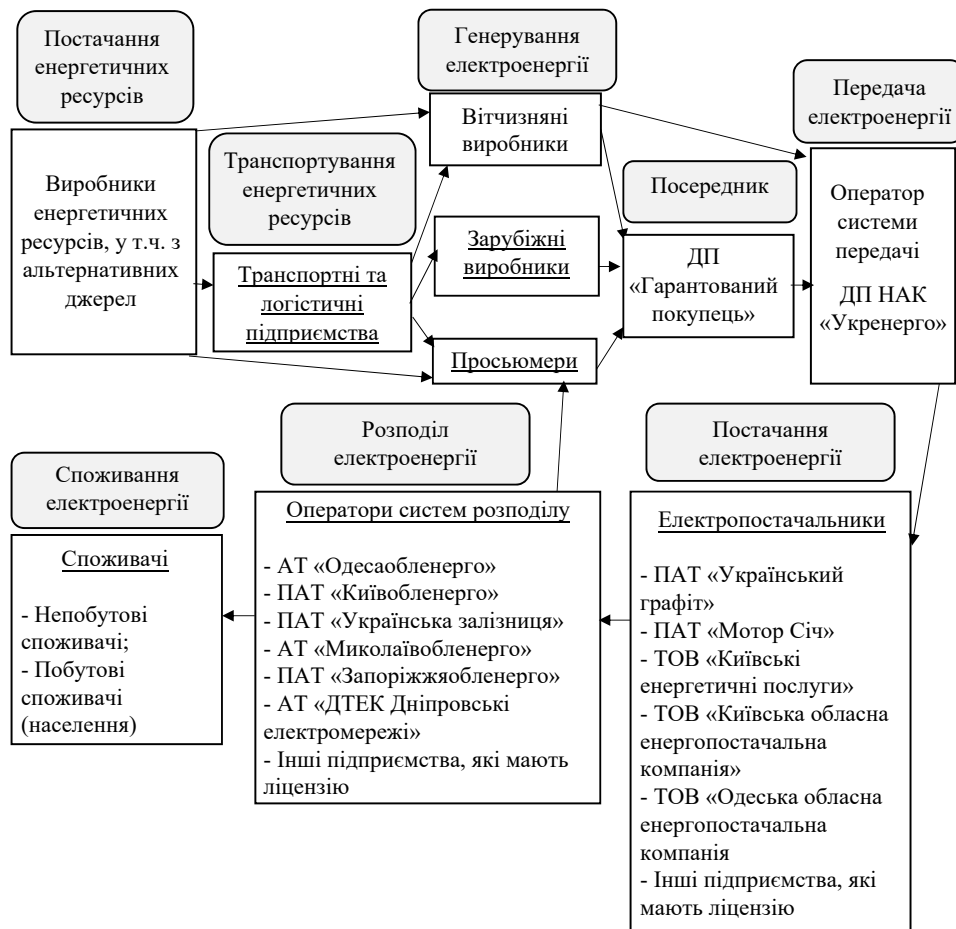 Постачання
енергетичних
ресурсів
Генерування
електроенергії
Передача
електроенергії
Вітчизняні
виробники
Транспортування
енергетичних
ресурсів
Посередник
Виробники
енергетичних
ресурсів, у т.ч. з
альтернативних
джерел
Оператор
системи
передачі
ДП НАК
«Укренерго»
Зарубіжні
виробники
ДП
«Гарантований
покупець»
Транспортні та
логістичні
підприємства
Просьюмери
Розподіл
електроенергії
Постачання
електроенергії
Споживання
електроенергії
Споживачі
- Непобутові
споживачі;
- Побутові
споживачі
(населення)
Оператори систем розподілу
- АТ «Одесаобленерго»
- ПАТ «Київобленерго»
- ПАТ «Українська залізниця»
- АТ «Миколаївобленерго»
- ПАТ «Запоріжжяобленерго»
- АТ «ДТЕК Дніпровські
електромережі»
- Інші підприємства, які мають
ліцензію
Електропостачальники
- ПАТ «Український
графіт»
- ПАТ «Мотор Січ»
- ТОВ «Київські
енергетичні послуги»
- ТОВ «Київська обласна
енергопостачальна
компанія»
- ТОВ «Одеська обласна
енергопостачальна
компанія
- Інші підприємства, які
мають ліцензію